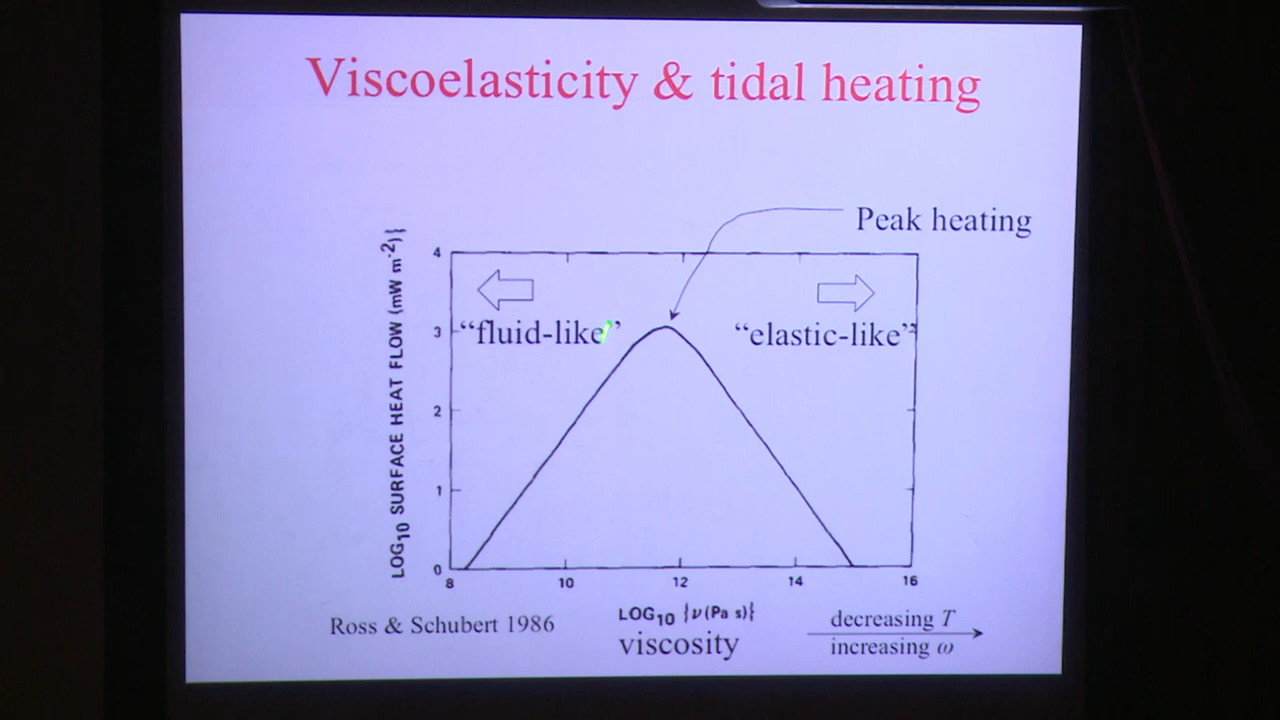 Viscoelasticity & tidal heating
Peak heating
LOG10 SURFACE HEAT FLOW (mW m-2)}
4
3
2
1
0
“fluid-like”
“elastic-like”
8 10 12 14 16
LOG10 {ν(Pa s)}
viscosity
Ross & Schubert 1986
decreasing T
increasing ω